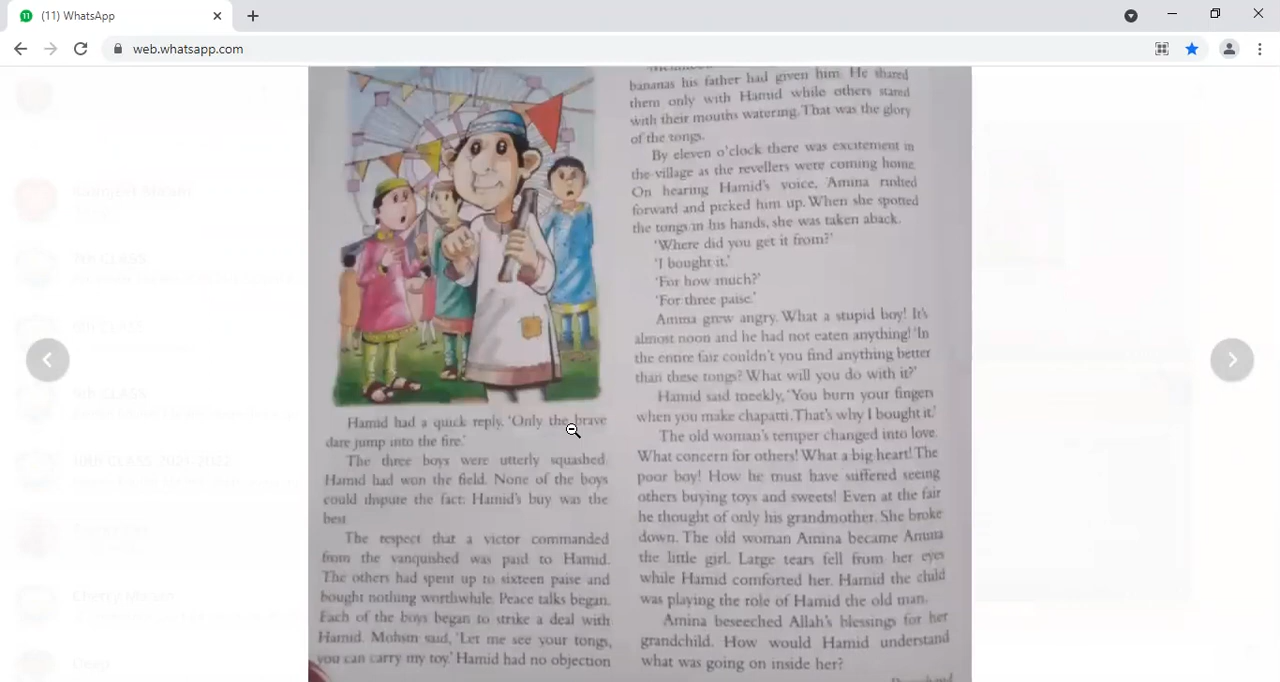 (11) WhatsApp
web.whatsapp.com
Hamid had a quick reply. 'Only the brave
dare jump into the fire.'
The three boys were utterly squashed.
Hamid had won the field. None of the boys
could dispute the fact: Hamid's buy was the
best
The respect that a victor commanded
from the vanquished was paid to Hamid.
The others had spent up to sixteen paise and
bought nothing worthwhile. Peace talks began.
Each of the boys began to strike a deal with
Hamid. Mohsin said, 'Let me see your tongs,
you can carry my toy.' Hamid had no objection
bananas his father had given him. He shared
them only with Hamid while others stared
with their mouths watering. That was the glory
of the tongs.
By eleven o'clock there was excitement in
the village as the revellers were coming home.
On hearing Hamid's voice, Amina rushed
forward and picked him up. When she spotted
the tongs in his hands, she was taken aback.
'Where did you get it from?'
'I bought it.'
'For how much?'
'For three paise.'
Amina grew angry. What a stupid boy! It's
almost noon and he had not eaten anything! 'In
the entire fair couldn't you find anything better
than these tongs? What will you do with it?'
Hamid said meekly, 'You burn your fingers
when you make chapatti. That's why I bought it.'
The old woman's temper changed into love.
What concern for others! What a big heart! The
poor boy! How he must have suffered seeing
others buying toys and sweets! Even at the fair
he thought of only his grandmother. She broke
down. The old woman Amina became Amina
the little girl. Large tears fell from her eyes
while Hamid comforted her. Hamid the child
was playing the role of Hamid the old man.
Amina beseeched Allah's blessings for her
grandchild. How would Hamid understand
what was going on inside her?